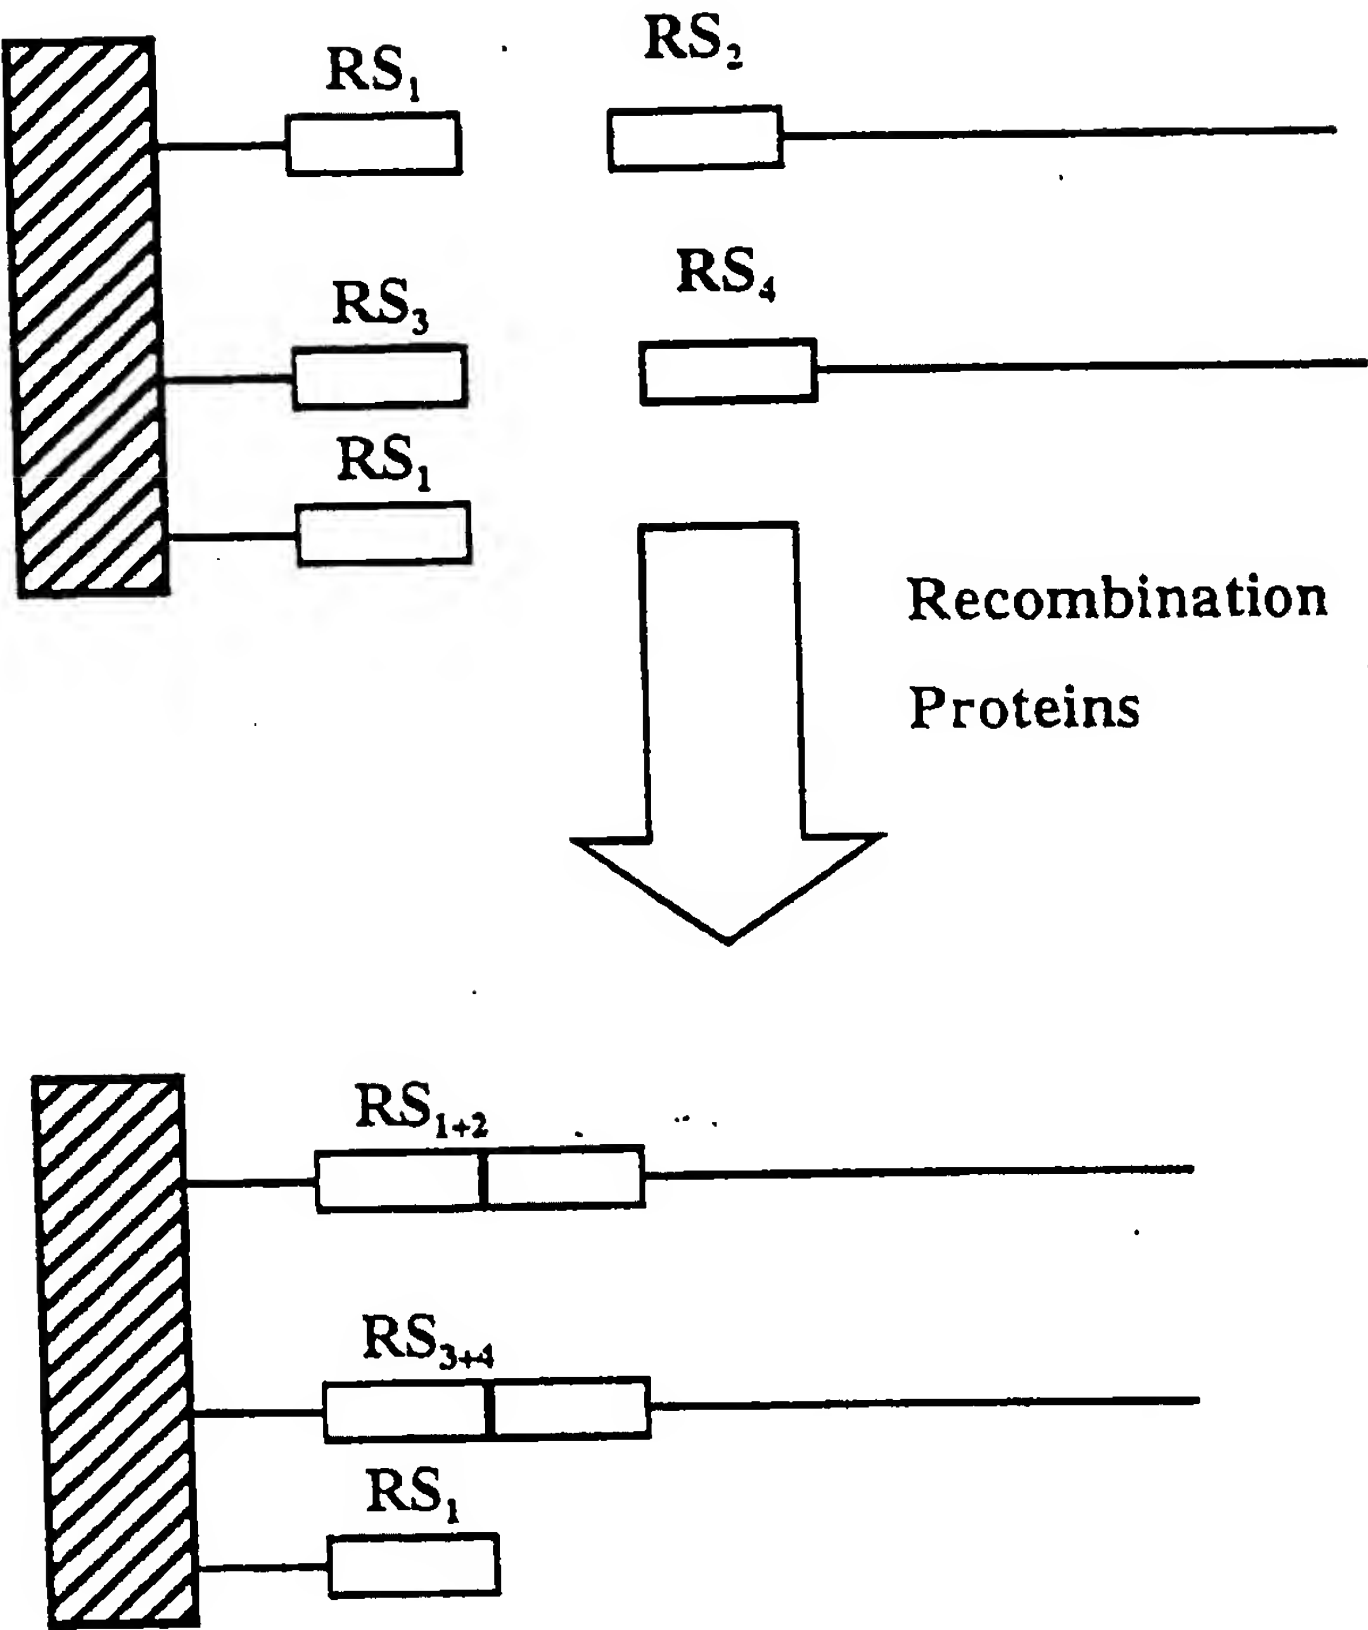 RS₁
RS₂
RS₃
RS₄
RS₁
Recombination
Proteins
RS₁₊₂
RS₃₊₄
RS₁